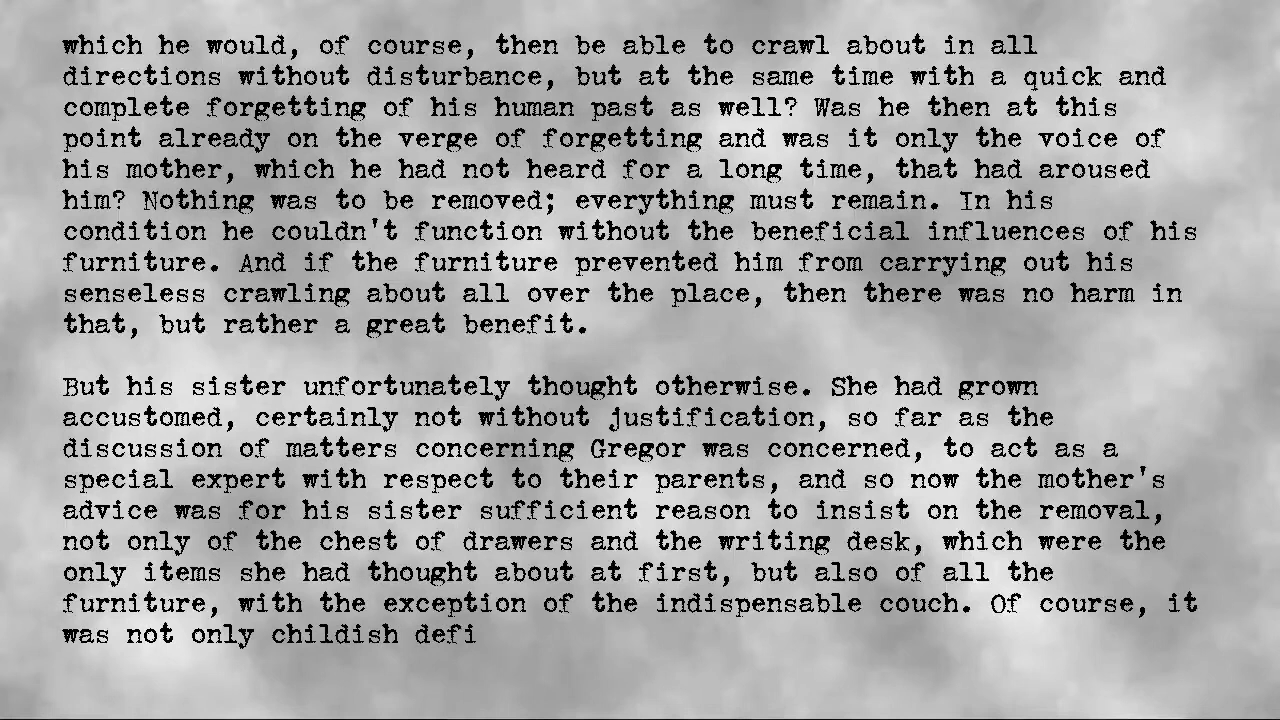 which he would, of course, then be able to crawl about in all
directions without disturbance, but at the same time with a quick and
complete forgetting of his human past as well? Was he then at this
point already on the verge of forgetting and was it only the voice of
his mother, which he had not heard for a long time, that had aroused
him? Nothing was to be removed; everything must remain. In his
condition he couldn't function without the beneficial influences of his
furniture. And if the furniture prevented him from carrying out his
senseless crawling about all over the place, then there was no harm in
that, but rather a great benefit.

But his sister unfortunately thought otherwise. She had grown
accustomed, certainly not without justification, so far as the
discussion of matters concerning Gregor was concerned, to act as a
special expert with respect to their parents, and so now the mother's
advice was for his sister sufficient reason to insist on the removal,
not only of the chest of drawers and the writing desk, which were the
only items she had thought about at first, but also of all the
furniture, with the exception of the indispensable couch. Of course, it
was not only childish defi